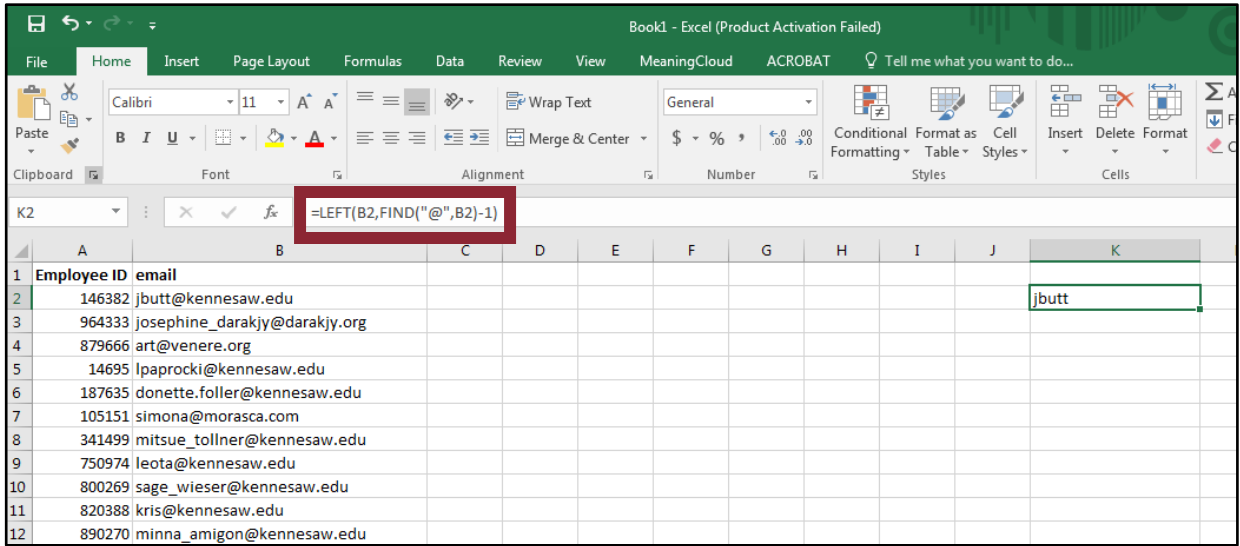 Book1 - Excel (Product Activation Failed)
File Home Insert Page Layout Formulas Data Review View MeaningCloud ACROBAT Tell me what you want to do...
Calibri 11 A A Wrap Text General
Paste B I U A Merge & Center $ % , .0 .00 .00 .0 Conditional Formatting Format as Table Cell Styles Insert Delete Format
Clipboard Font Alignment Number Styles Cells
K2 fx =LEFT(B2,FIND("@",B2)-1)
A B C D E F G H I J K
1 Employee ID email
2 146382 jbutt@kennesaw.edu jbutt
3 964333 josephine_darakjy@darakjy.org
4 879666 art@venere.org
5 14695 lpaprocki@kennesaw.edu
6 187635 donette.foller@kennesaw.edu
7 105151 simona@morasca.com
8 341499 mitsue_tollner@kennesaw.edu
9 750974 leota@kennesaw.edu
10 800269 sage_wieser@kennesaw.edu
11 820388 kris@kennesaw.edu
12 890270 minna_amigon@kennesaw.edu